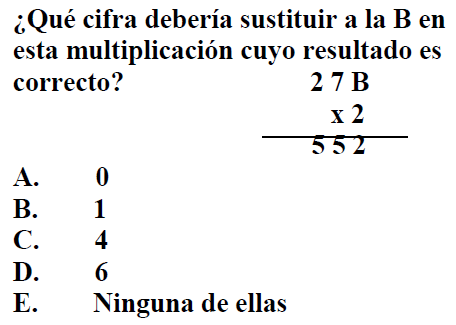 ¿Qué cifra debería sustituir a la B en
esta multiplicación cuyo resultado es
correcto? 2 7 B
x 2
5 5 2
A. 0
B. 1
C. 4
D. 6
E. Ninguna de ellas